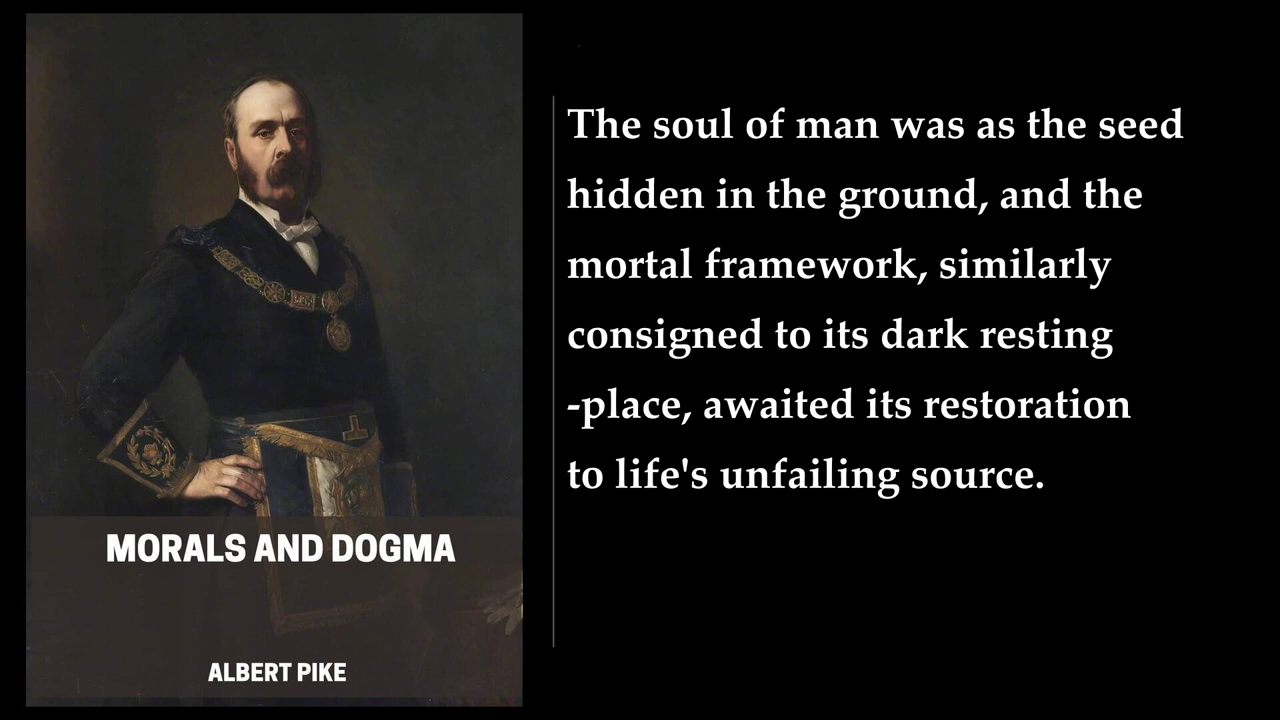 MORALS AND DOGMA
ALBERT PIKE
The soul of man was as the seed
hidden in the ground, and the
mortal framework, similarly
consigned to its dark resting
-place, awaited its restoration
to life's unfailing source.